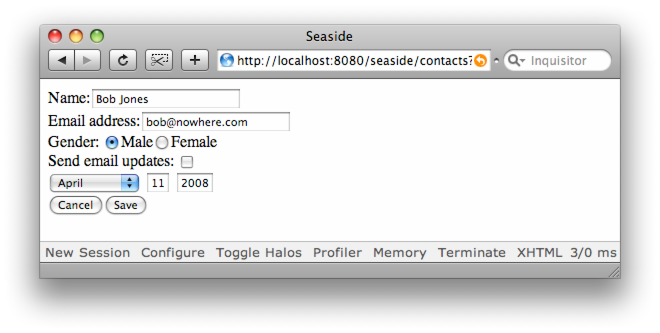 Seaside
http://localhost:8080/seaside/contacts? Inquisitor
Name: Bob Jones
Email address: bob@nowhere.com
Gender: Male Female
Send email updates:
April 11 2008
Cancel Save
New Session Configure Toggle Halos Profiler Memory Terminate XHTML 3/0 ms